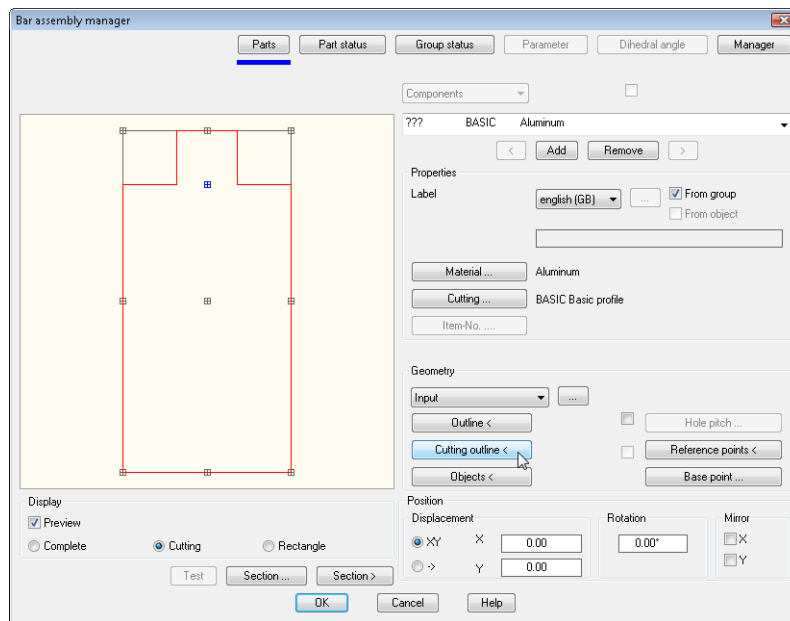 Bar assembly manager
Parts Part status Group status Parameter Dihedral angle Manager
Components
??? BASIC Aluminum
< Add Remove >
Properties
Label english (GB) ... From group
From object
Material ... Aluminum
Cutting ... BASIC Basic profile
Item-No. ....
Geometry
Input ...
Outline < Hole pitch ...
Cutting outline < Reference points <
Objects < Base point ...
Display
Preview
Complete Cutting Rectangle
Test Section ... Section >
Position
Displacement Rotation Mirror
XY X 0.00 0.00° X
-> Y 0.00 Y
OK Cancel Help